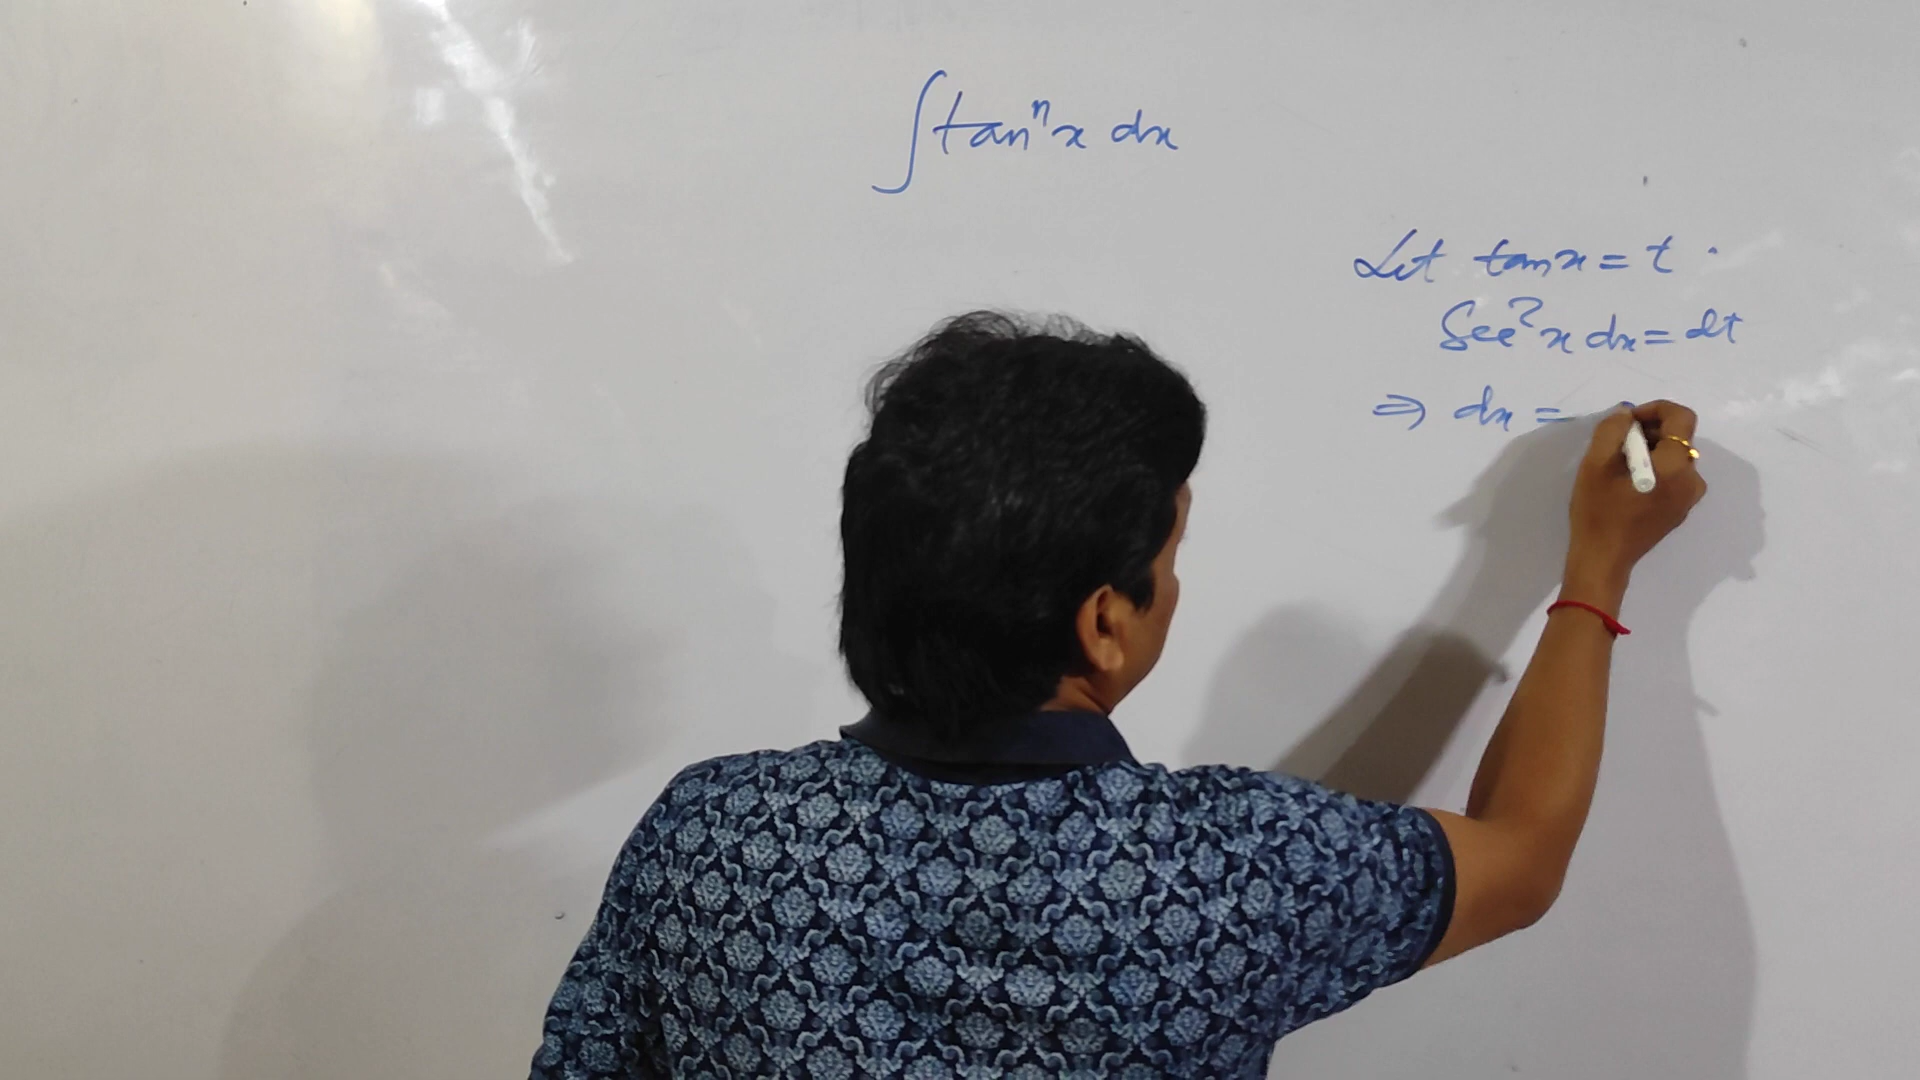 ∫tanⁿx dx
Let tanx = t
Sec²x dx = dt
⇒ dx =